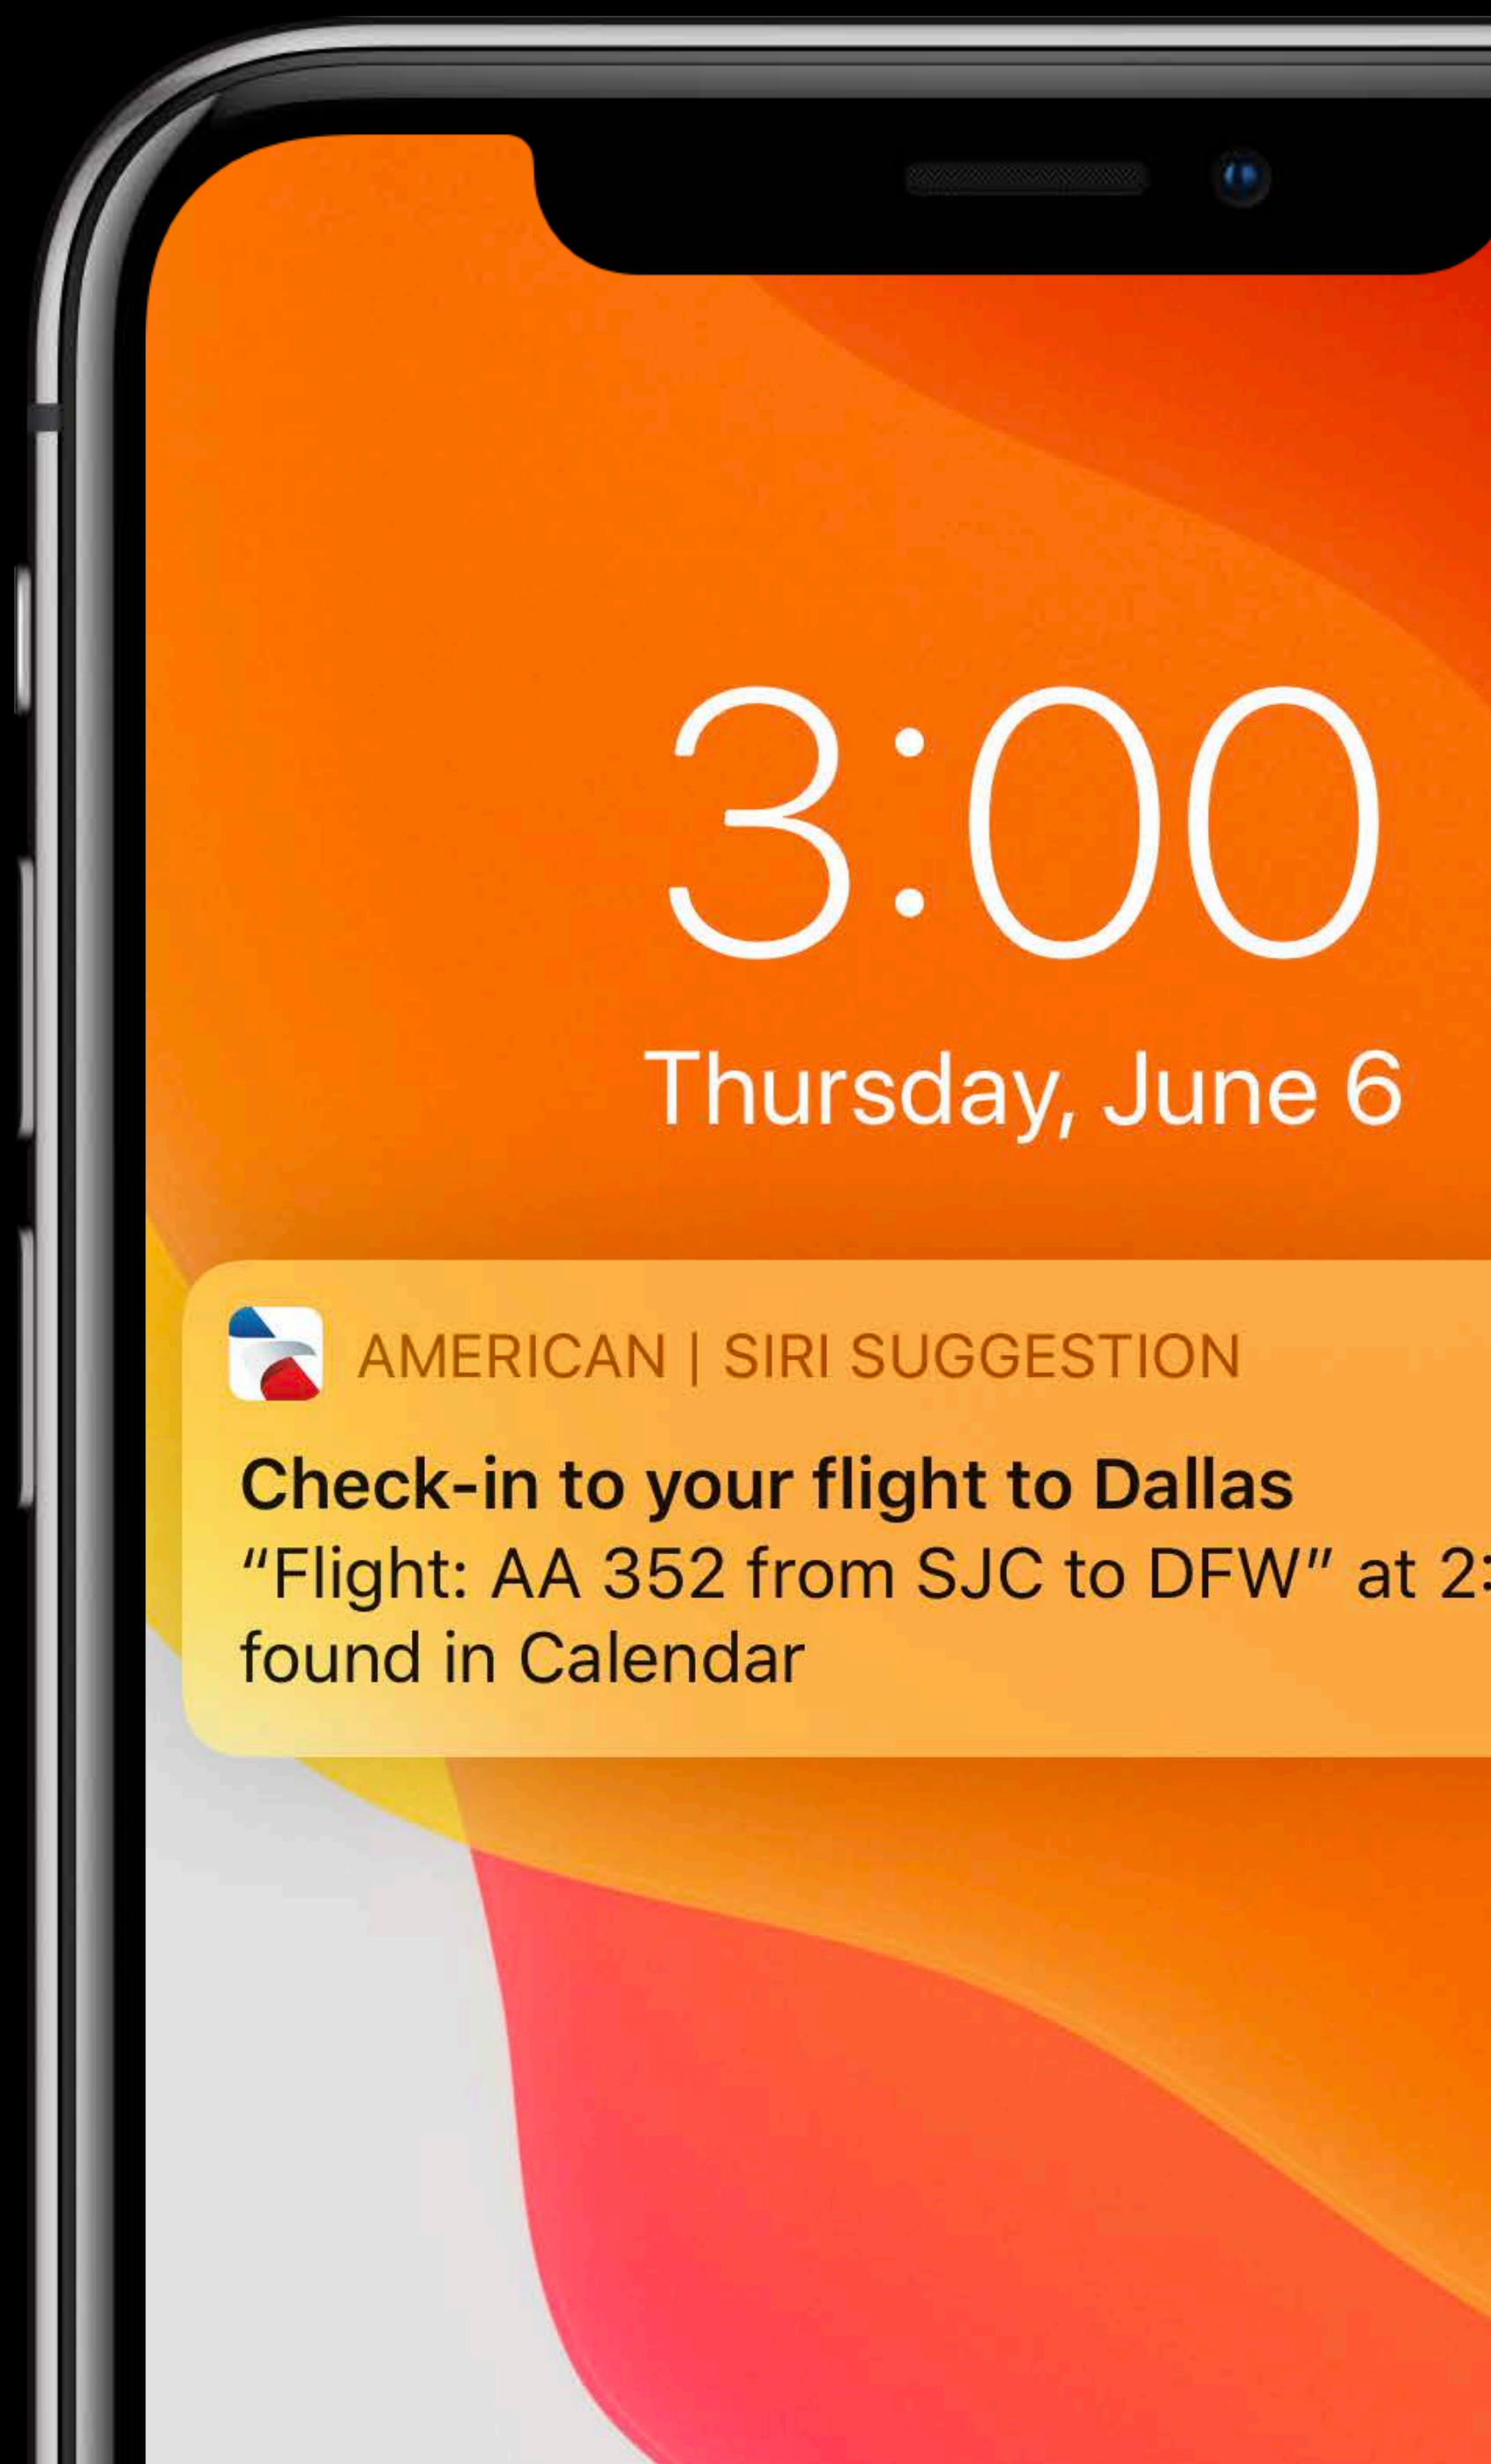 3:00
Thursday, June 6
AMERICAN | SIRI SUGGESTION
Check-in to your flight to Dallas
“Flight: AA 352 from SJC to DFW” at 2:
found in Calendar